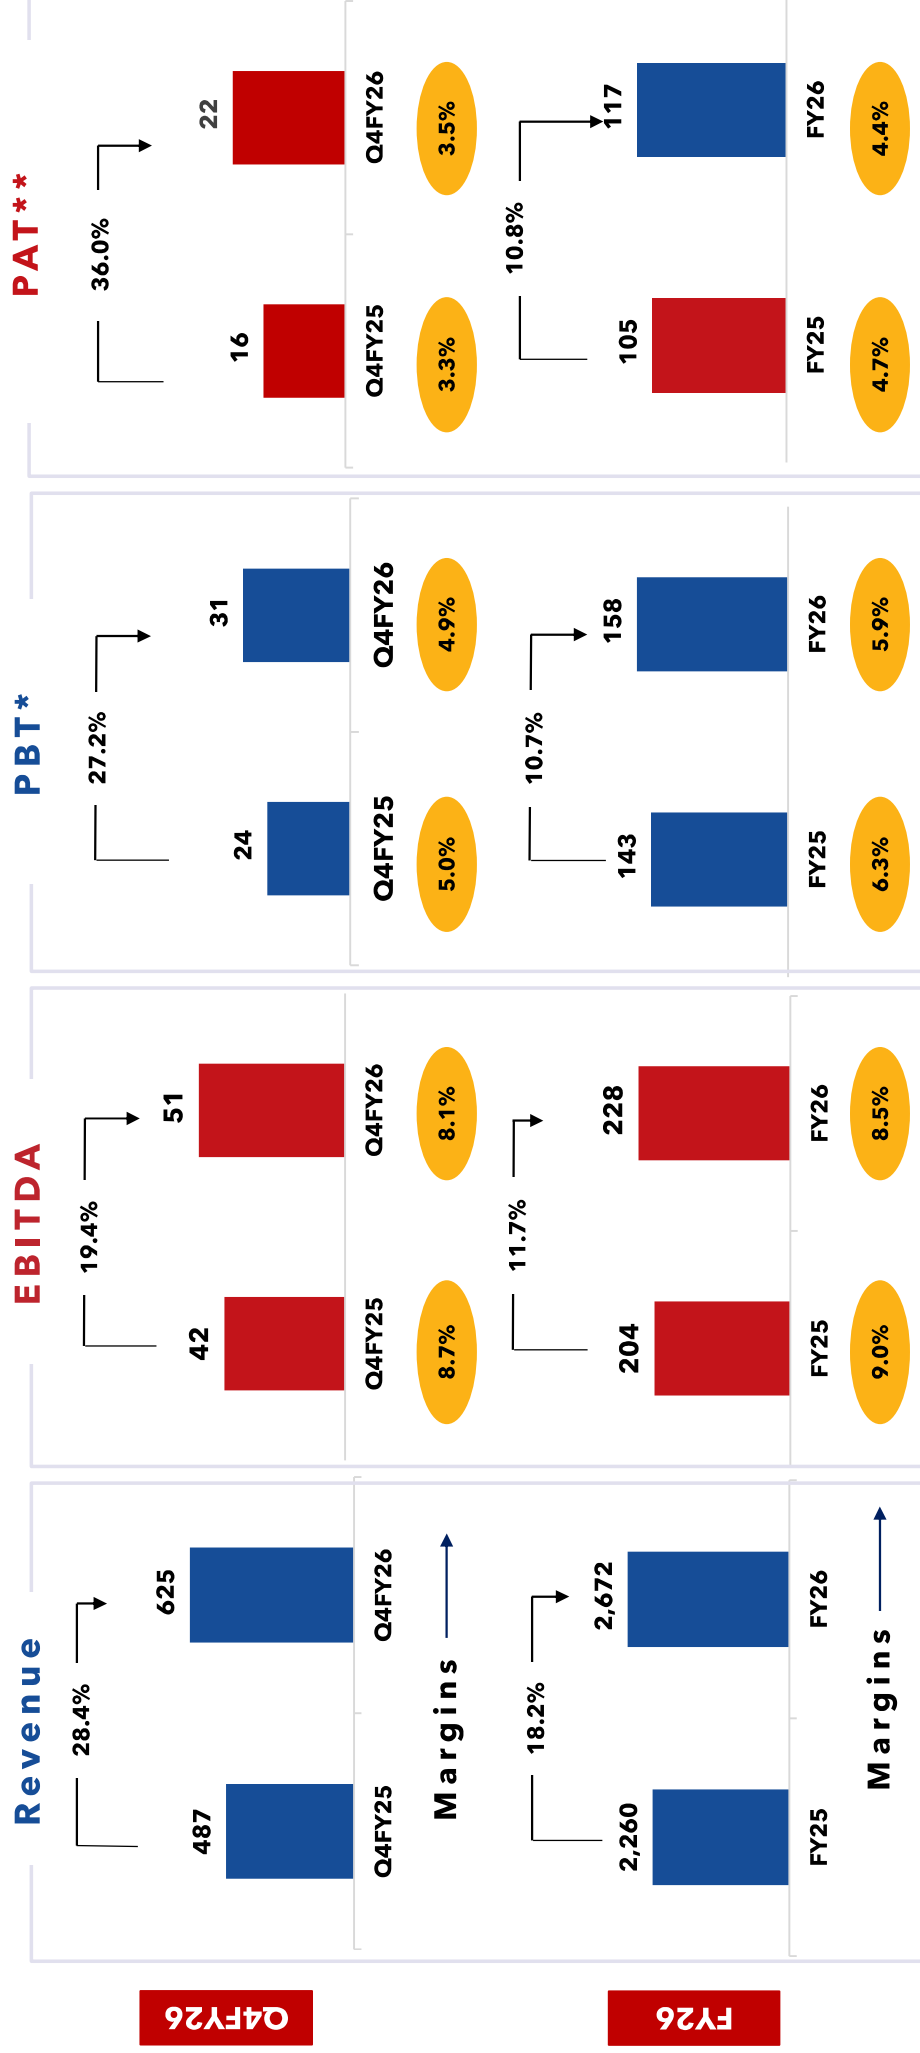 Revenue
EBITDA
PBT*
PAT**
Q4FY26
28.4%
487
625
Q4FY25
Q4FY26
Margins
19.4%
42
51
Q4FY25
Q4FY26
8.7%
8.1%
27.2%
24
31
Q4FY25
Q4FY26
5.0%
4.9%
36.0%
16
22
Q4FY25
Q4FY26
3.3%
3.5%
FY26
18.2%
2,260
2,672
FY25
FY26
Margins
11.7%
204
228
FY25
FY26
9.0%
8.5%
10.7%
143
158
FY25
FY26
6.3%
5.9%
10.8%
105
117
FY25
FY26
4.7%
4.4%